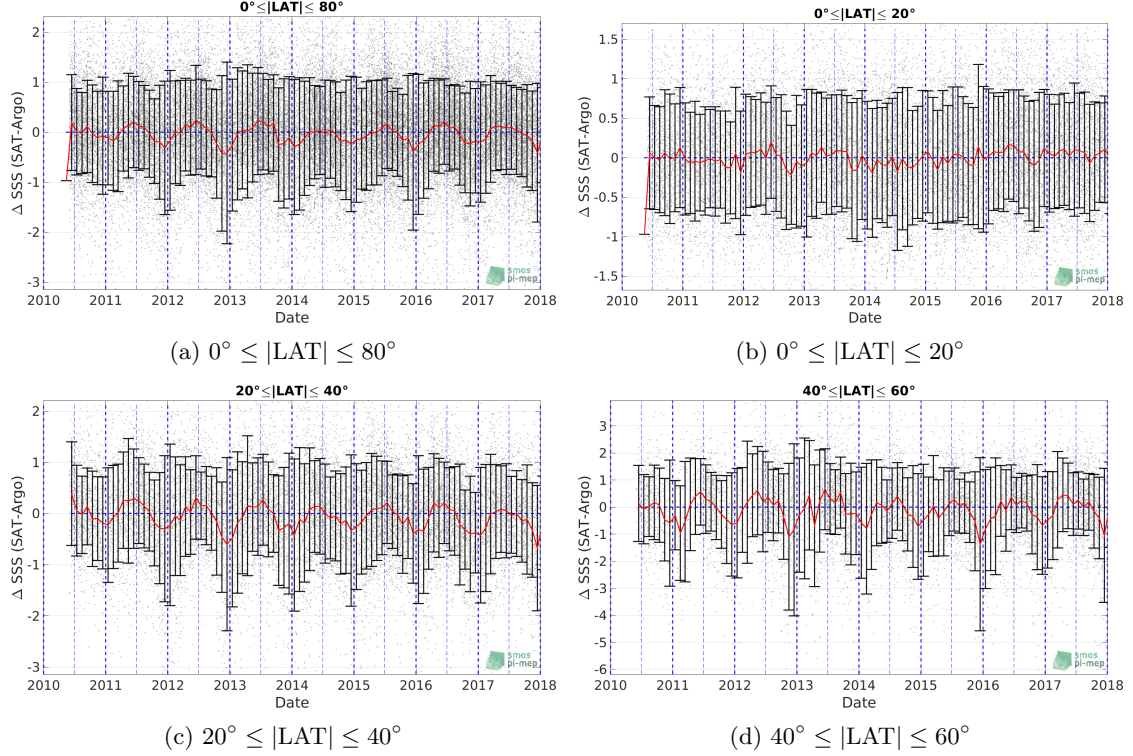 0°≤|LAT|≤ 80°
2
1
0
-1
-2
-3
Δ SSS (SAT-Argo)
2010 2011 2012 2013 2014 2015 2016 2017 2018
Date
smos
pi-mep
(a) 0° ≤ |LAT| ≤ 80°
0°≤|LAT|≤ 20°
1.5
1
0.5
0
-0.5
-1
-1.5
Δ SSS (SAT-Argo)
2010 2011 2012 2013 2014 2015 2016 2017 2018
Date
smos
pi-mep
(b) 0° ≤ |LAT| ≤ 20°
20°≤|LAT|≤ 40°
2
1
0
-1
-2
-3
Δ SSS (SAT-Argo)
2010 2011 2012 2013 2014 2015 2016 2017 2018
Date
smos
pi-mep
(c) 20° ≤ |LAT| ≤ 40°
40°≤|LAT|≤ 60°
3
2
1
0
-1
-2
-3
-4
-5
-6
Δ SSS (SAT-Argo)
2010 2011 2012 2013 2014 2015 2016 2017 2018
Date
smos
pi-mep
(d) 40° ≤ |LAT| ≤ 60°